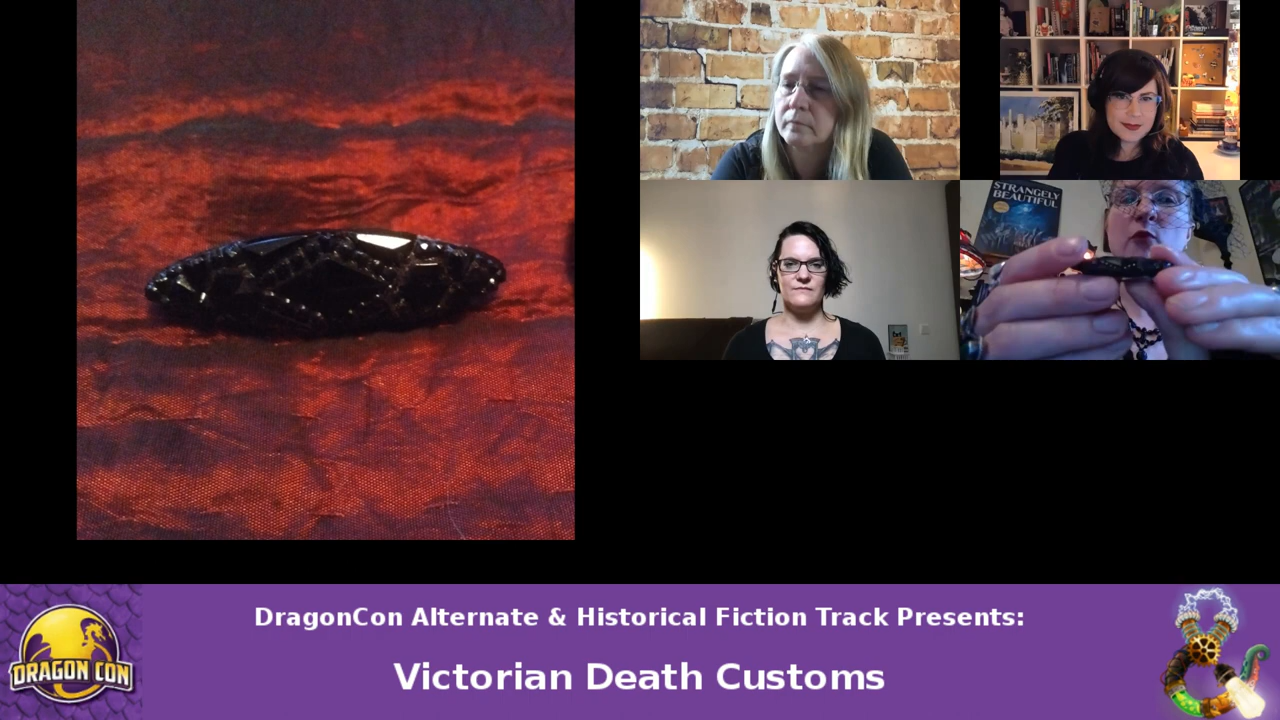 STRANGELY
BEAUTIFUL
DragonCon Alternate & Historical Fiction Track Presents:
DRAGON CON
Victorian Death Customs